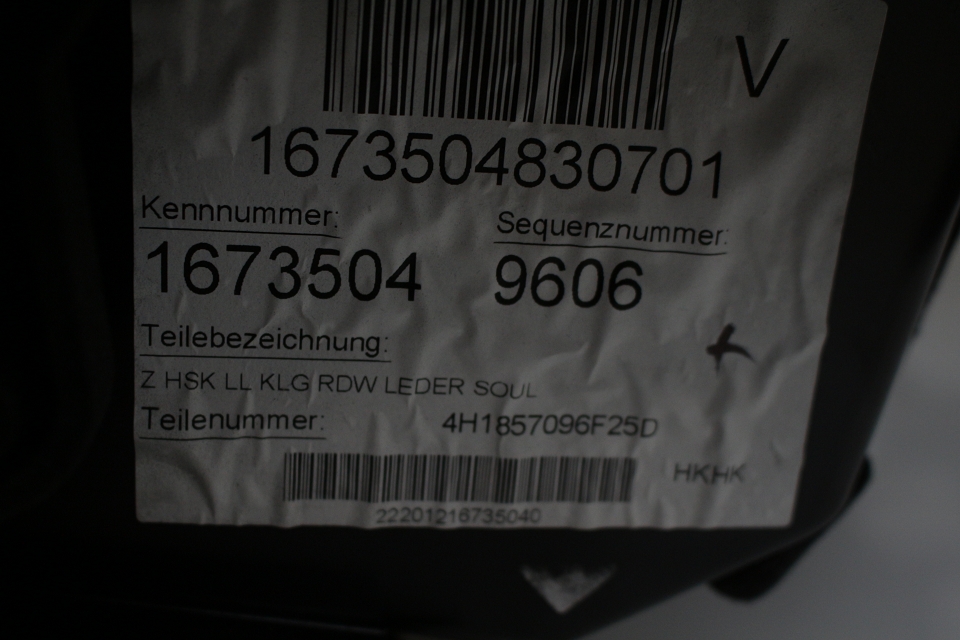 V
1673504830701
Kennnummer: Sequenznummer:
1673504 9606
Teilebezeichnung:
Z HSK LL KLG RDW LEDER SOUL
Teilenummer: 4H1857096F25D
HKHK
22201216735040